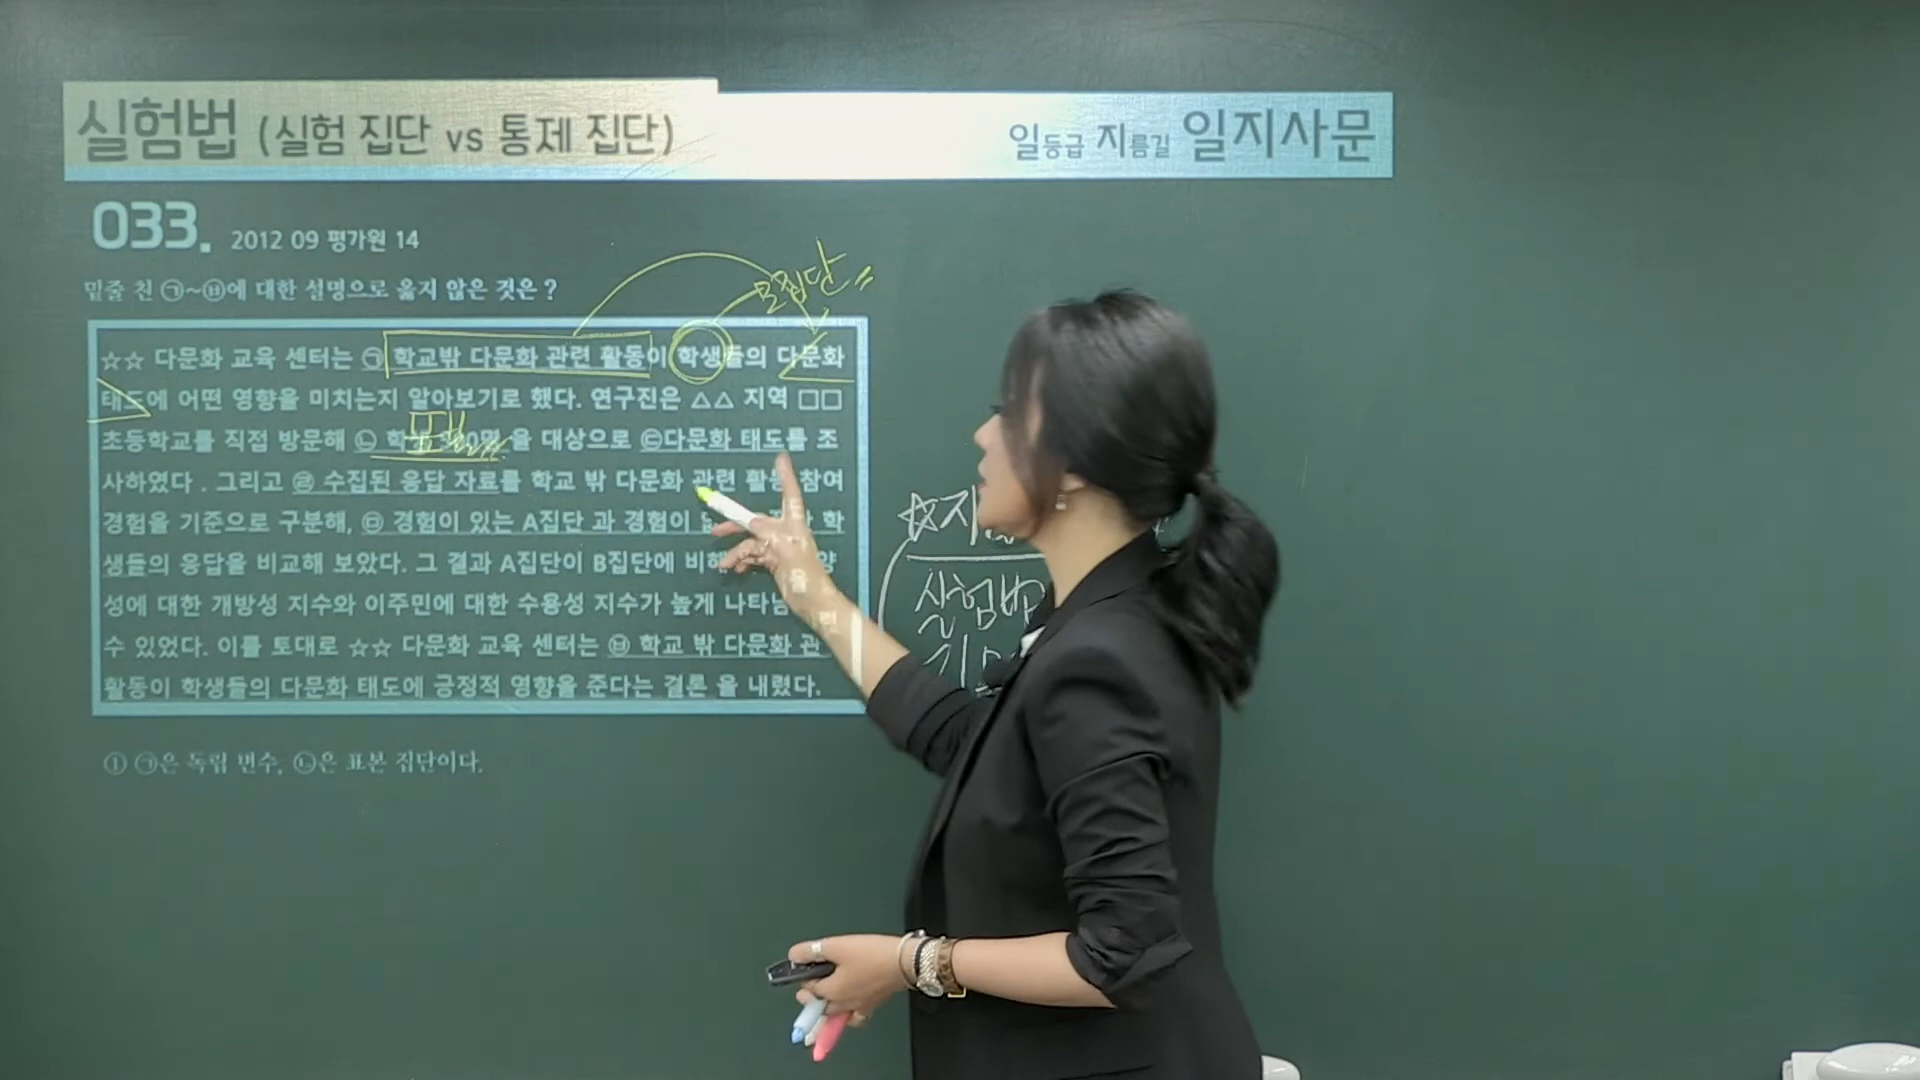 실험법 (실험 집단 vs 통제 집단)
일등급 지름길 일지사문
033. 2012 09 평가원 14
밑줄 친 ㉠~㉥에 대한 설명으로 옳지 않은 것은 ?
모집단
☆☆ 다문화 교육 센터는 ㉠ 학교밖 다문화 관련 활동이 학생들의 다문화
태도에 어떤 영향을 미치는지 알아보기로 했다. 연구진은 △△ 지역 □□
초등학교를 직접 방문해 ㉡ 을 대상으로 ㉢다문화 태도를 조
사하였다 . 그리고 ㉣ 수집된 응답 자료를 학교 밖 다문화 관련 활동 참여
경험을 기준으로 구분해, ㉤ 경험이 있는 A집단 과 경험이 학
생들의 응답을 비교해 보았다. 그 결과 A집단이 B집단에 비해
성에 대한 개방성 지수와 이주민에 대한 수용성 지수가 높게 나타남을
수 있었다. 이를 토대로 ☆☆ 다문화 교육 센터는 ㉥ 학교 밖 다문화 관련
활동이 학생들의 다문화 태도에 긍정적 영향을 준다는 결론 을 내렸다.
☆지
실험법
① ㉠은 독립 변수, ㉡은 표본 집단이다.